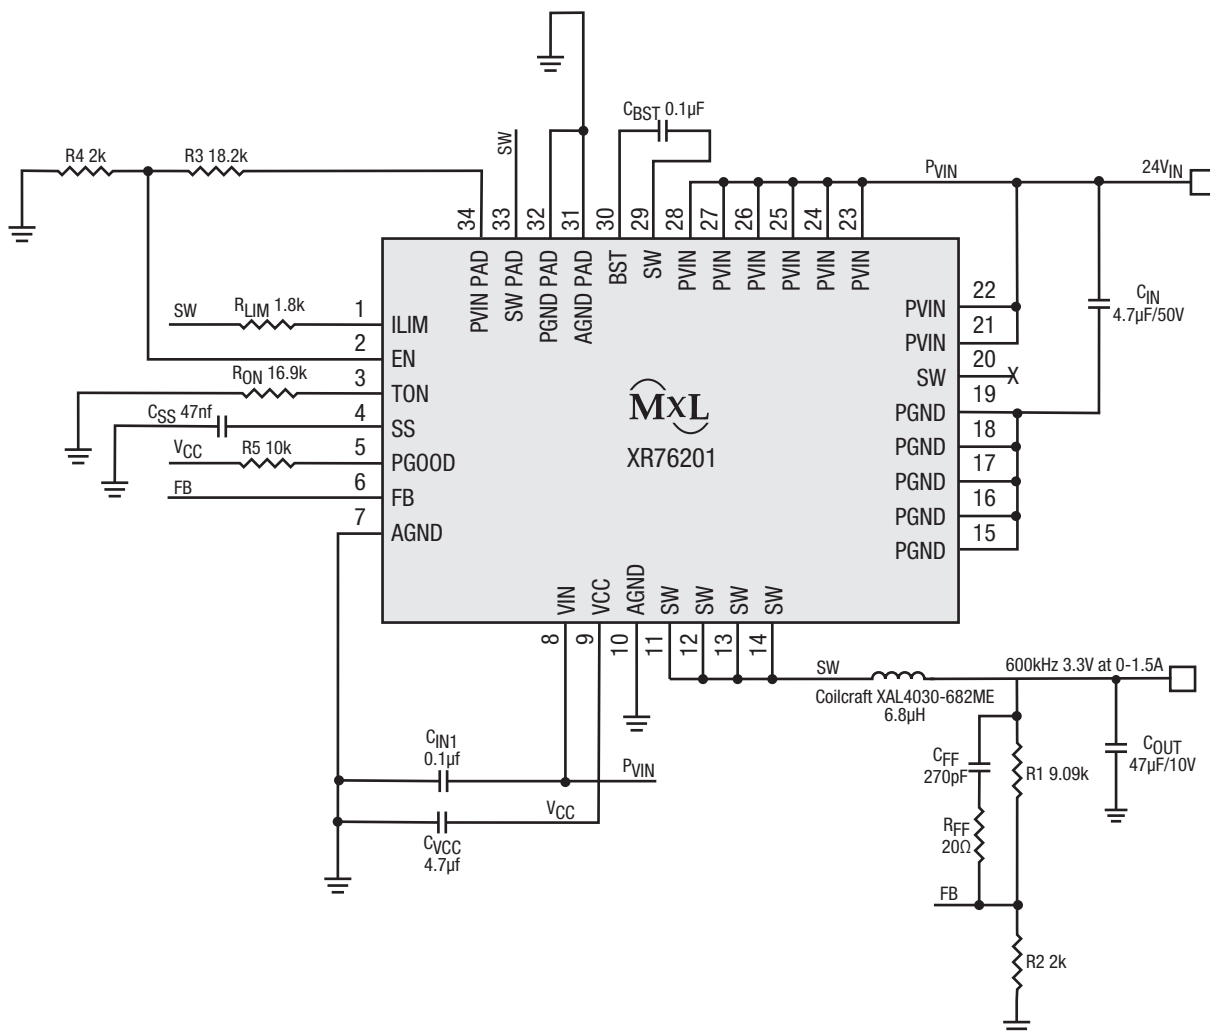 CBST 0.1µF
R4 2k
R3 18.2k
SW
PVIN
24VIN
34
33
32
31
30
29
28
27
26
25
24
23
PVIN PAD
SW PAD
PGND PAD
AGND PAD
BST
SW
PVIN
PVIN
PVIN
PVIN
PVIN
PVIN
SW
RLIM 1.8k
1
ILIM
2
EN
RON 16.9k
3
TON
CSS 47nf
4
SS
VCC
R5 10k
5
PGOOD
FB
6
FB
7
AGND
MxL
XR76201
22
PVIN
21
PVIN
20
SW
X
19
PGND
18
PGND
17
PGND
16
PGND
15
PGND
CIN
4.7µF/50V
VIN
VCC
AGND
SW
SW
SW
SW
8
9
10
11
12
13
14
SW
600kHz 3.3V at 0-1.5A
Coilcraft XAL4030-682ME
6.8µH
CIN1
0.1µf
PVIN
VCC
CVCC
4.7µf
CFF
270pF
R1 9.09k
COUT
47µF/10V
RFF
20Ω
FB
R2 2k